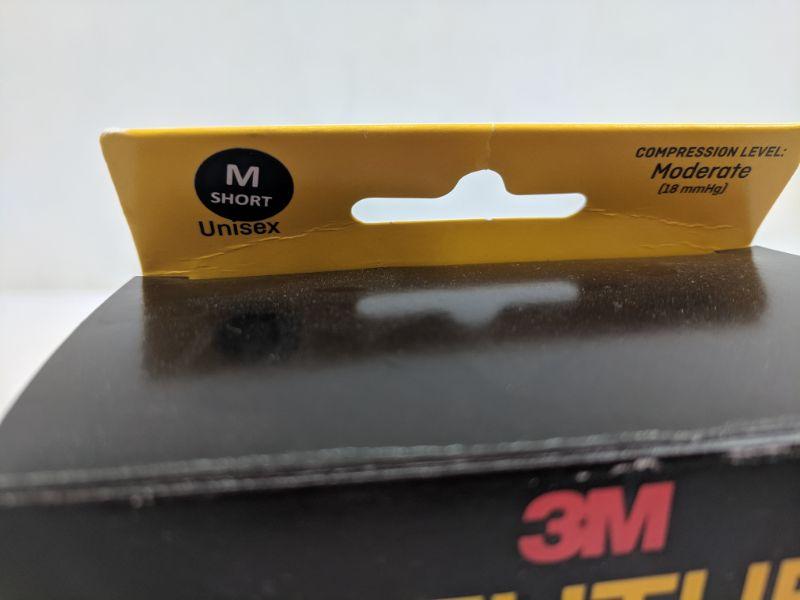 M
SHORT
Unisex
COMPRESSION LEVEL:
Moderate
(18 mmHg)
3M